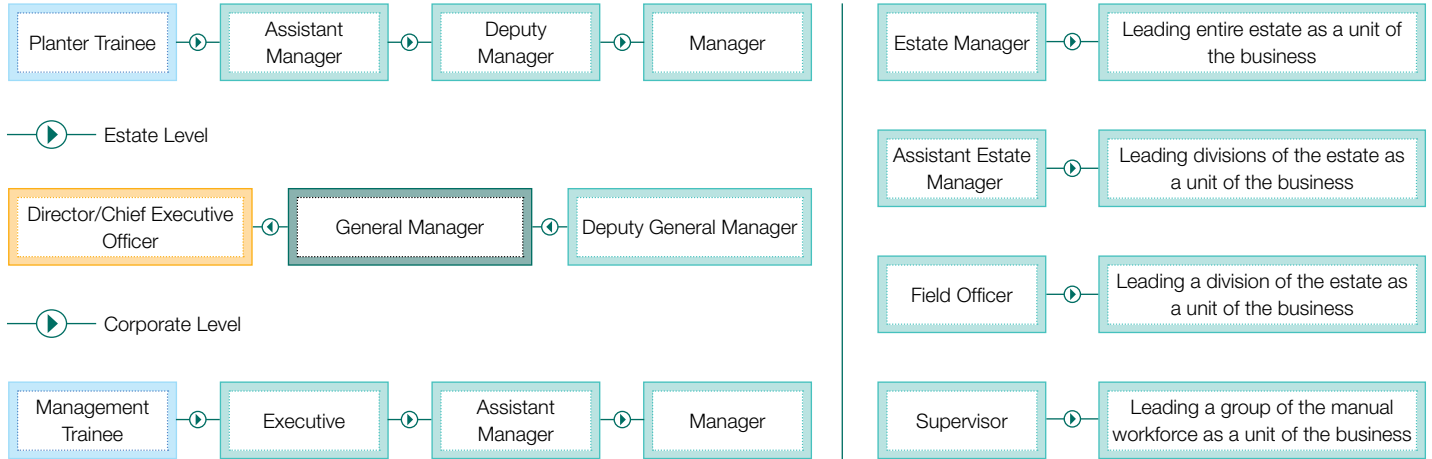 Planter Trainee
Assistant
Manager
Deputy
Manager
Manager
Estate Level
Director/Chief Executive
Officer
General Manager
Deputy General Manager
Corporate Level
Management
Trainee
Executive
Assistant
Manager
Manager
Estate Manager
Leading entire estate as a unit of
the business
Assistant Estate
Manager
Leading divisions of the estate as
a unit of the business
Field Officer
Leading a division of the estate as
a unit of the business
Supervisor
Leading a group of the manual
workforce as a unit of the business